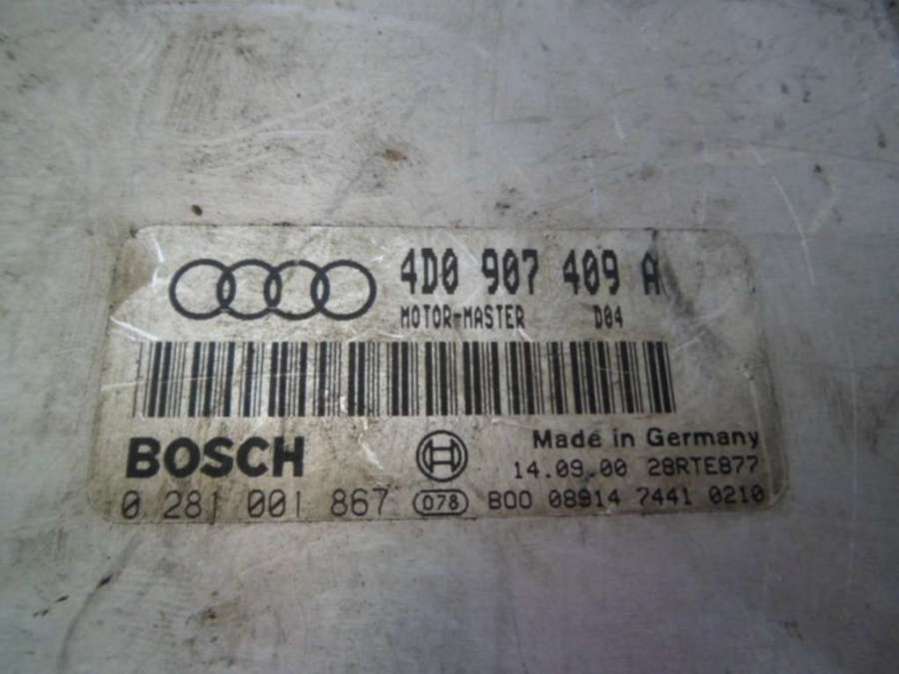 4D0 907 409 A
MOTOR-MASTER D04
BOSCH
Made in Germany
14.09.00 28RTE877
0 281 001 867 078 B00 08914 7441 0210